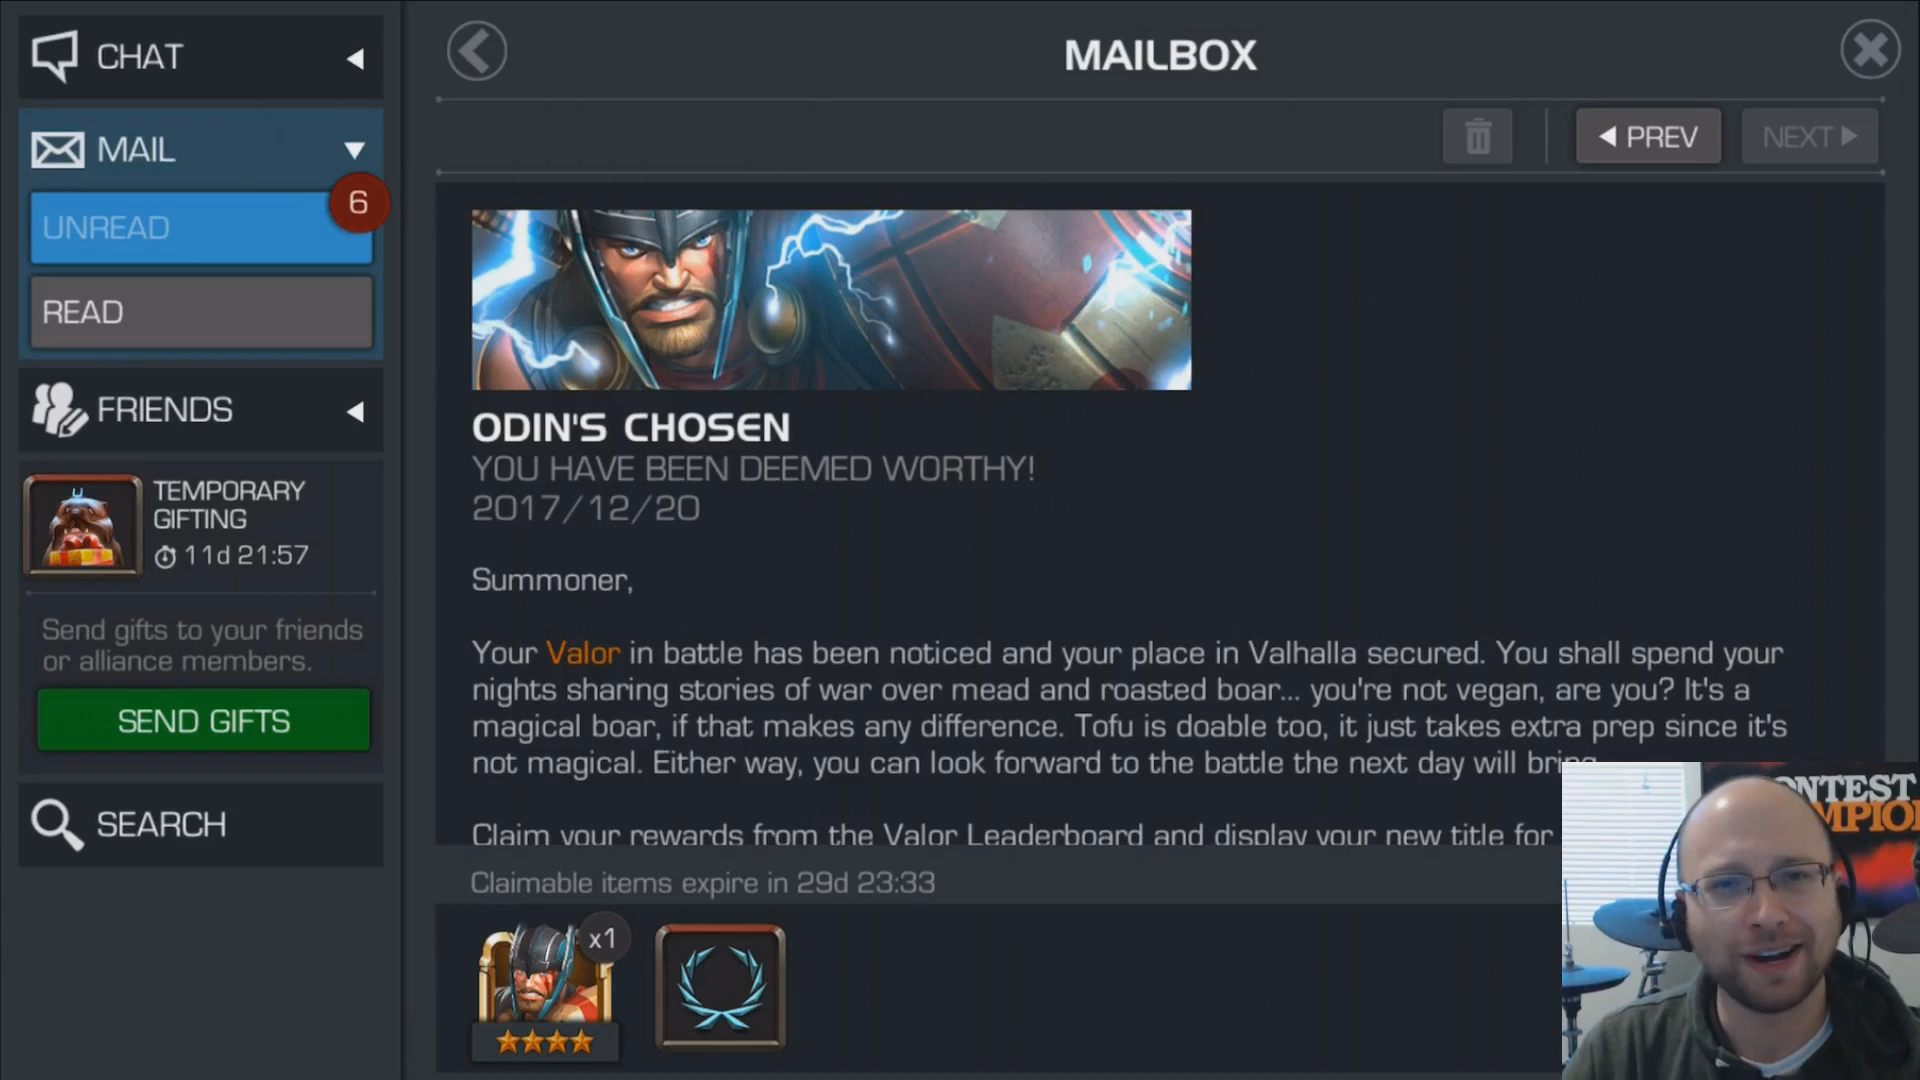 CHAT
MAIL
6
UNREAD
READ
FRIENDS
TEMPORARY
GIFTING
11d 21:57
Send gifts to your friends
or alliance members.
SEND GIFTS
SEARCH
MAILBOX
PREV
NEXT
ODIN'S CHOSEN
YOU HAVE BEEN DEEMED WORTHY!
2017/12/20
Summoner,
Your Valor in battle has been noticed and your place in Valhalla secured. You shall spend your
nights sharing stories of war over mead and roasted boar... you're not vegan, are you? It's a
magical boar, if that makes any difference. Tofu is doable too, it just takes extra prep since it's
not magical. Either way, you can look forward to the battle the next day will bring.
Claim your rewards from the Valor Leaderboard and display your new title for
Claimable items expire in 29d 23:33
x1